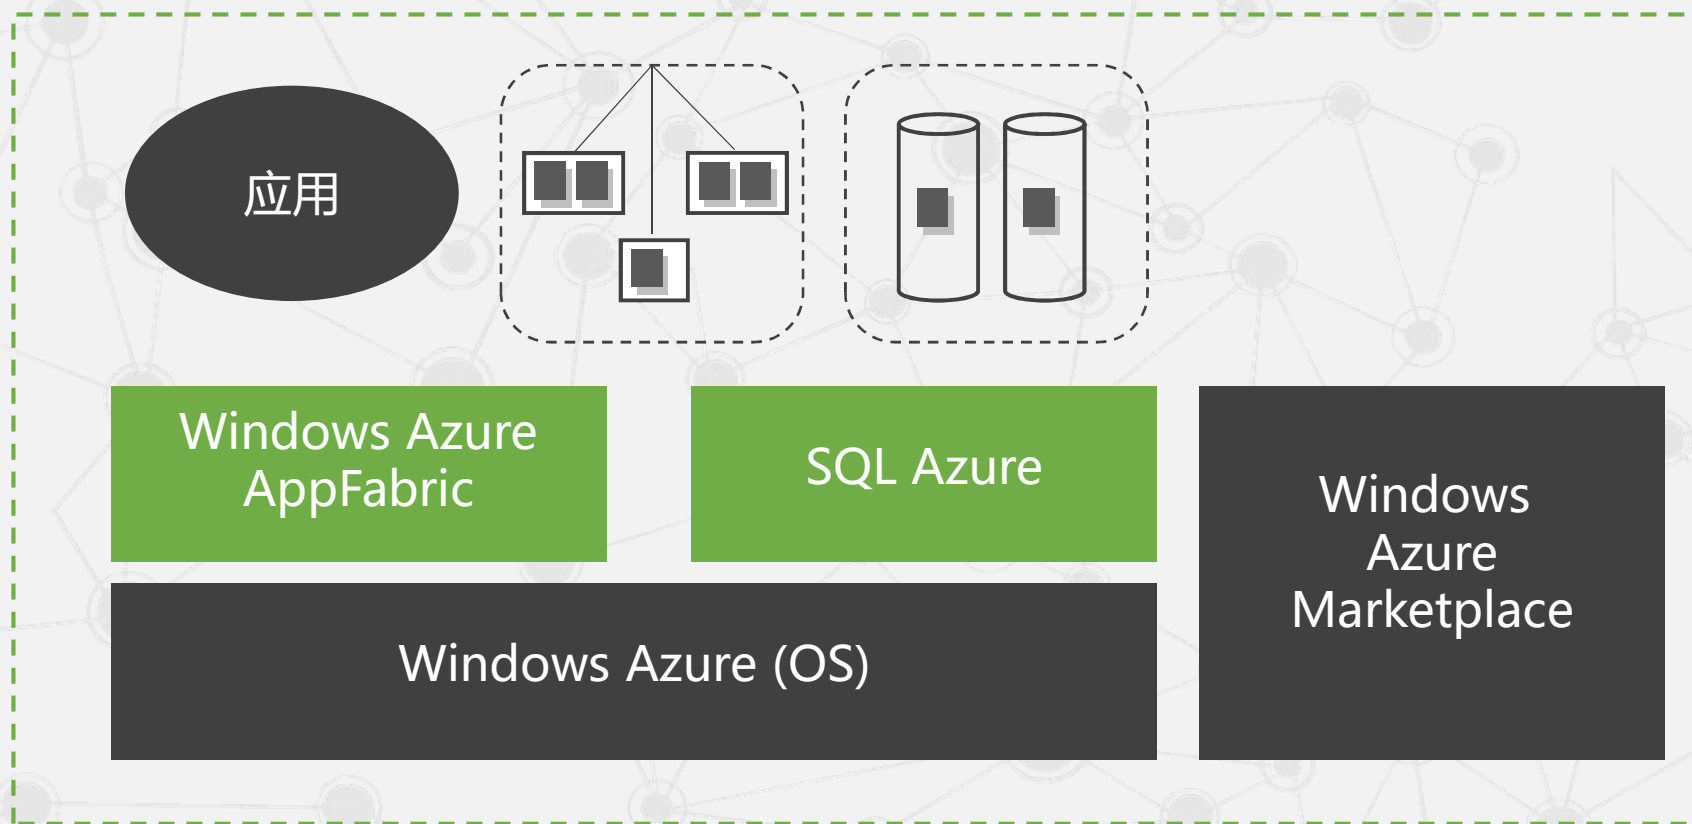 应用
Windows Azure
AppFabric
SQL Azure
Windows
Azure
Marketplace
Windows Azure (OS)